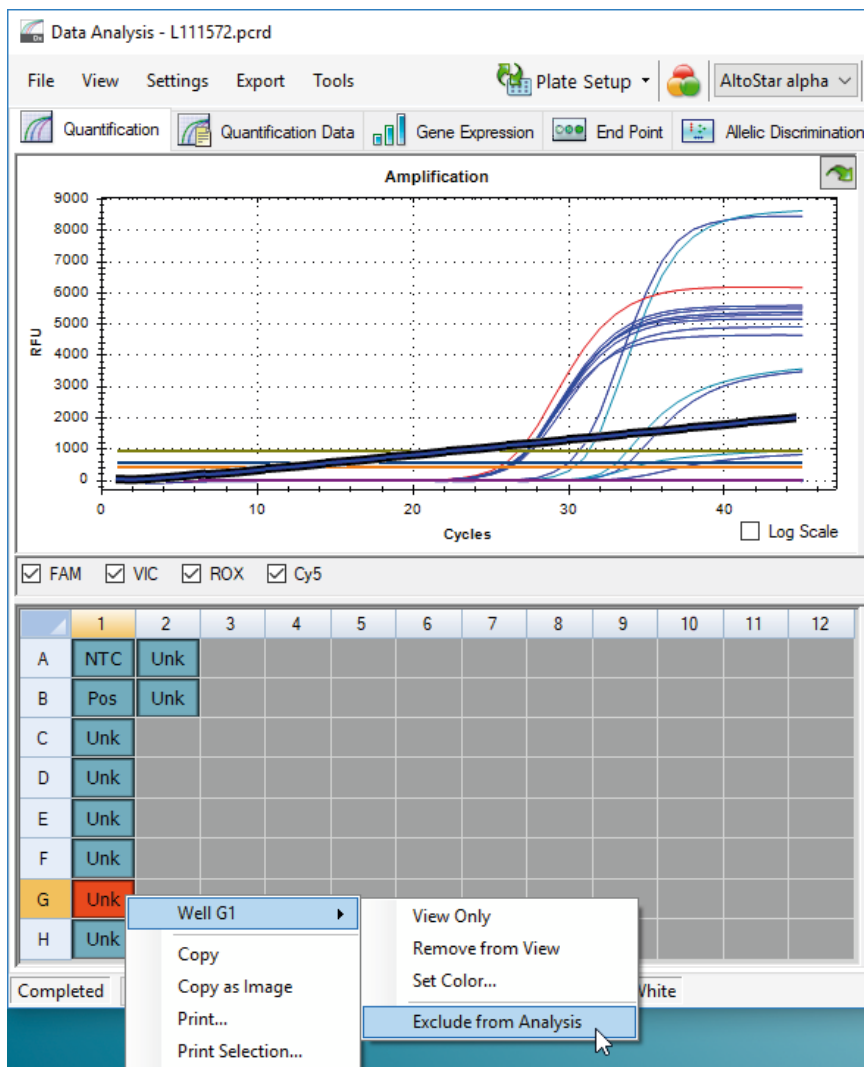 Data Analysis - L111572.pcrd
File View Settings Export Tools Plate Setup AltoStar alpha
Quantification Quantification Data Gene Expression End Point Allelic Discrimination
Amplification
9000
8000
7000
6000
5000
4000
3000
2000
1000
0
RFU
0 10 20 30 40
Cycles
Log Scale
FAM VIC ROX Cy5
1 2 3 4 5 6 7 8 9 10 11 12
A NTC Unk
B Pos Unk
C Unk
D Unk
E Unk
F Unk
G Unk
H Unk
Well G1
Copy
Copy as Image
Print...
Print Selection...
View Only
Remove from View
Set Color...
Exclude from Analysis
Completed